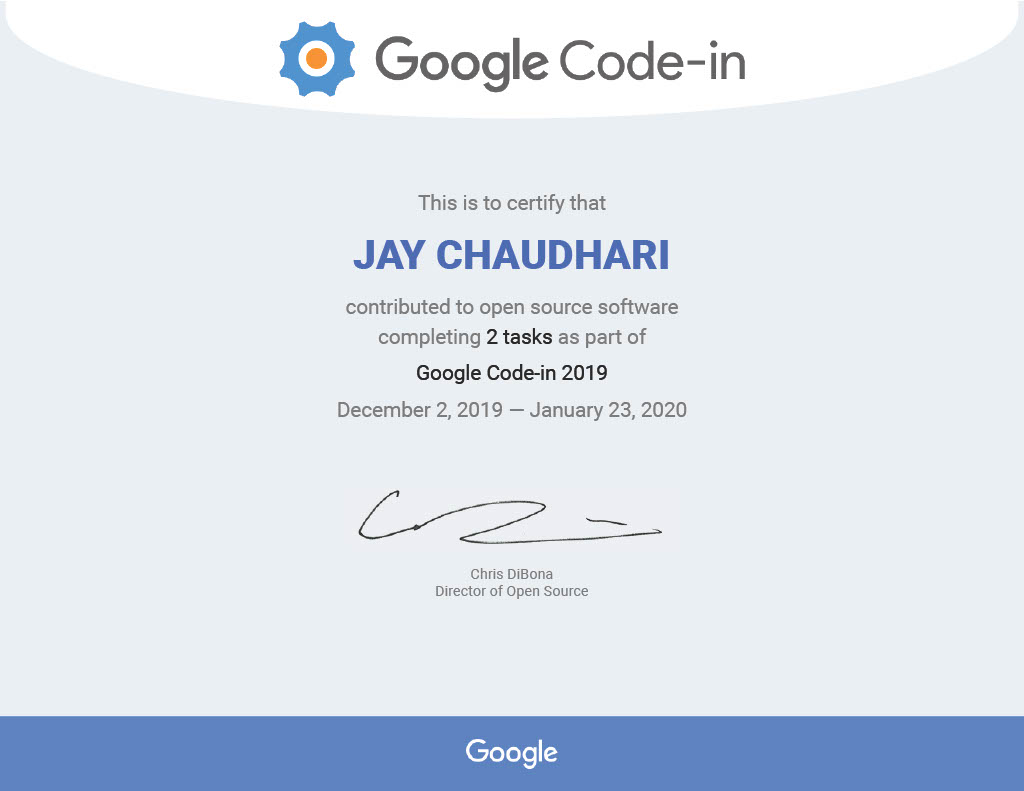 Google Code-in
This is to certify that
JAY CHAUDHARI
contributed to open source software
completing 2 tasks as part of
Google Code-in 2019
December 2, 2019 — January 23, 2020
Chris DiBona
Director of Open Source
Google